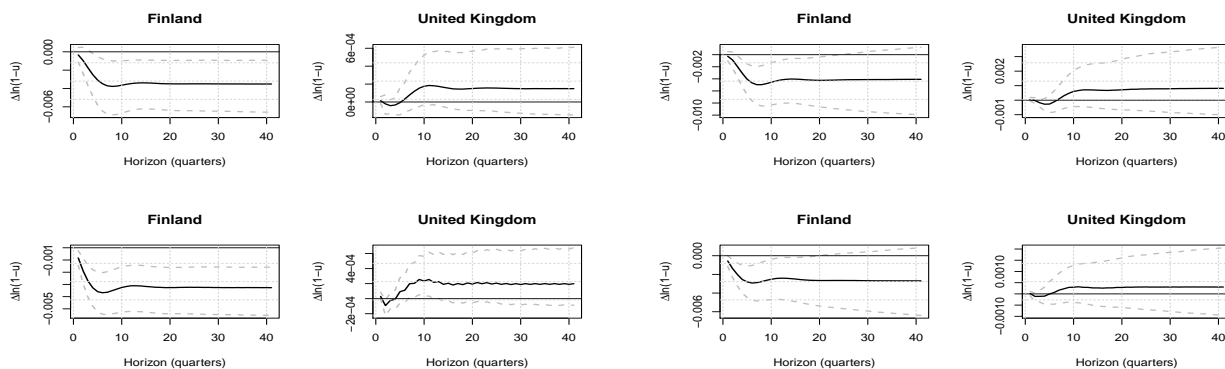 Finland
United Kingdom
Finland
United Kingdom
Δln(1−u)
0.000
−0.006
Δln(1−u)
6e−04
0e+00
Δln(1−u)
−0.002
−0.010
Δln(1−u)
0.002
−0.001
0 10 20 30 40
0 10 20 30 40
0 10 20 30 40
0 10 20 30 40
Horizon (quarters)
Horizon (quarters)
Horizon (quarters)
Horizon (quarters)
Finland
United Kingdom
Finland
United Kingdom
Δln(1−u)
−0.001
−0.005
Δln(1−u)
4e−04
−2e−04
Δln(1−u)
0.000
−0.006
Δln(1−u)
0.0010
−0.0010
0 10 20 30 40
0 10 20 30 40
0 10 20 30 40
0 10 20 30 40
Horizon (quarters)
Horizon (quarters)
Horizon (quarters)
Horizon (quarters)